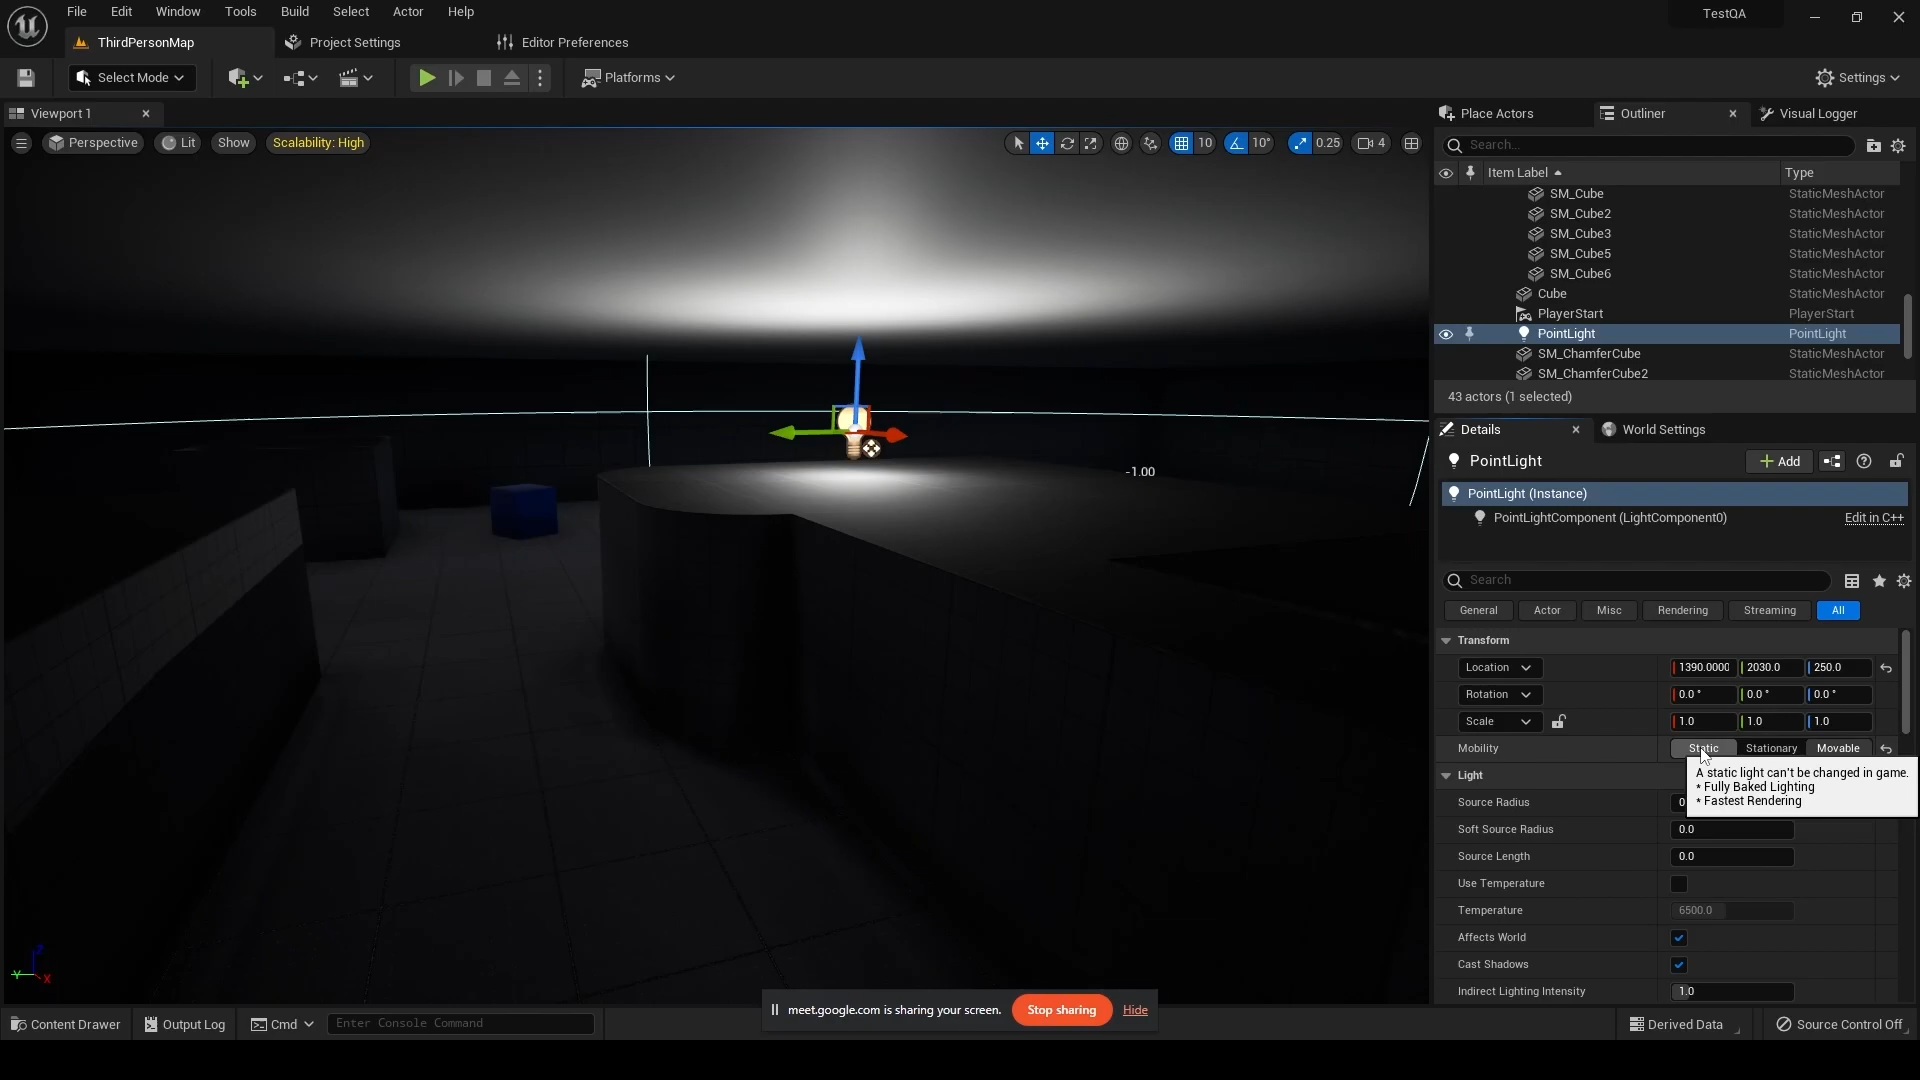 File Edit Window Tools Build Select Actor Help
TestQA
ThirdPersonMap
Project Settings
Editor Preferences
Select Mode
Platforms
Settings
Viewport 1
Place Actors
Outliner
Visual Logger
Perspective
Lit
Show
Scalability: High
10
10°
0.25
4
Search...
Item Label
Type
SM_Cube StaticMeshActor
SM_Cube2 StaticMeshActor
SM_Cube3 StaticMeshActor
SM_Cube5 StaticMeshActor
SM_Cube6 StaticMeshActor
Cube StaticMeshActor
PlayerStart PlayerStart
PointLight PointLight
SM_ChamferCube StaticMeshActor
SM_ChamferCube2 StaticMeshActor
43 actors (1 selected)
-1.00
Details
World Settings
PointLight
Add
PointLight (Instance)
PointLightComponent (LightComponent0) Edit in C++
Search
General Actor Misc Rendering Streaming All
Transform
Location 1390.0000 2030.0 250.0
Rotation 0.0 ° 0.0 ° 0.0 °
Scale 1.0 1.0 1.0
Mobility Static Stationary Movable
A static light can't be changed in game.
* Fully Baked Lighting
* Fastest Rendering
Light
Source Radius 0
Soft Source Radius 0.0
Source Length 0.0
Use Temperature
Temperature 6500.0
Affects World
Cast Shadows
Indirect Lighting Intensity 1.0
Z
Y
X
meet.google.com is sharing your screen. Stop sharing Hide
Content Drawer
Output Log
Cmd
Enter Console Command
Derived Data
Source Control Off